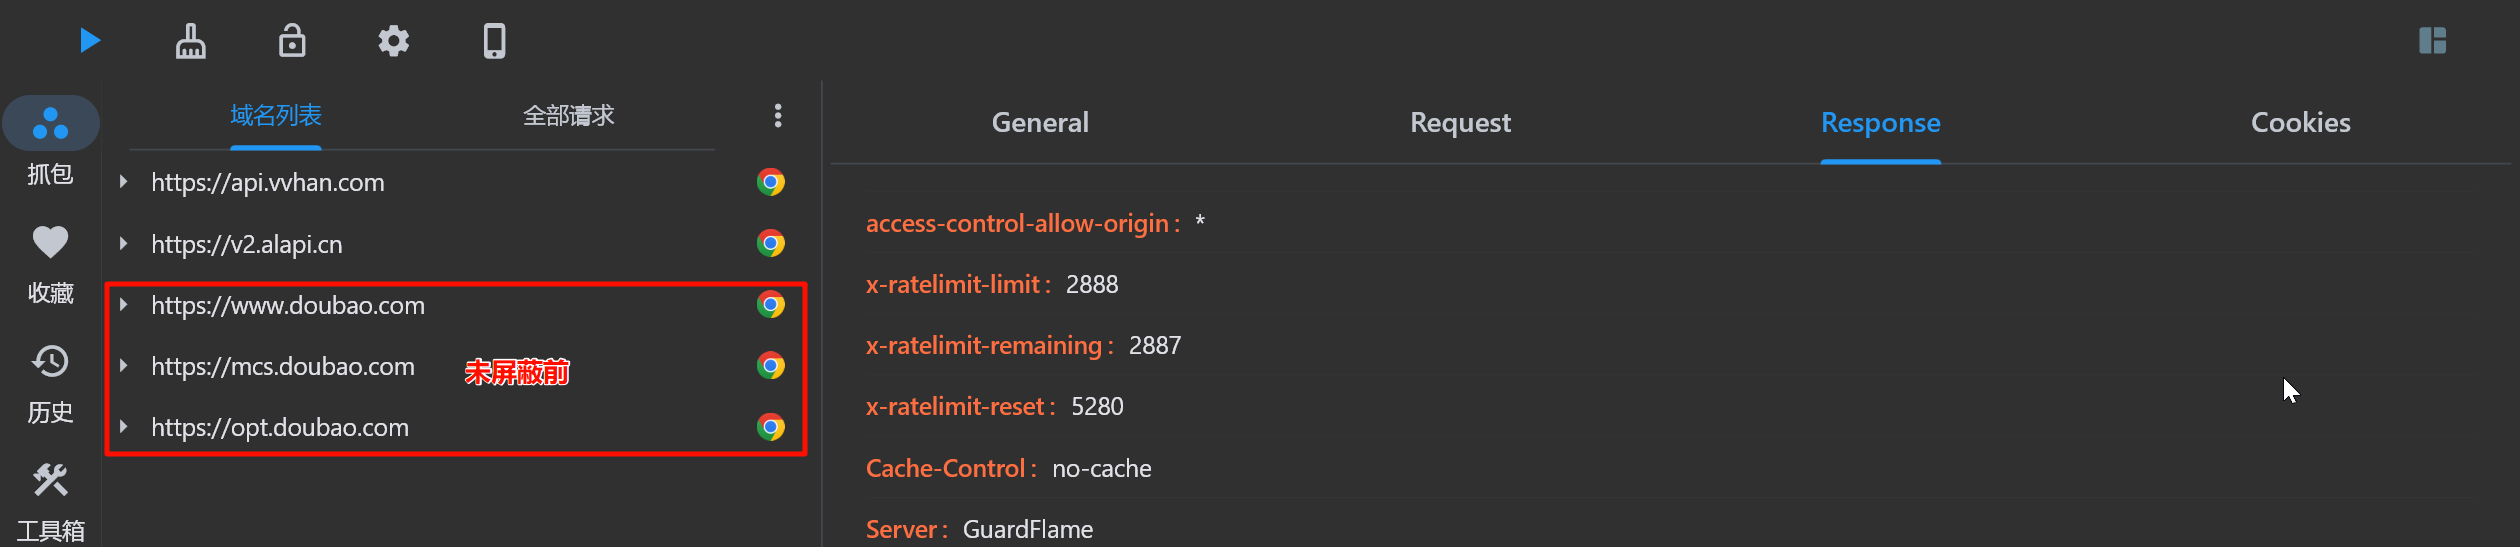 抓包
收藏
历史
工具箱
域名列表
全部请求
https://api.vvhan.com
https://v2.alapi.cn
https://www.doubao.com
https://mcs.doubao.com
未屏蔽前
https://opt.doubao.com
General
Request
Response
Cookies
access-control-allow-origin : *
x-ratelimit-limit : 2888
x-ratelimit-remaining : 2887
x-ratelimit-reset : 5280
Cache-Control : no-cache
Server : GuardFlame